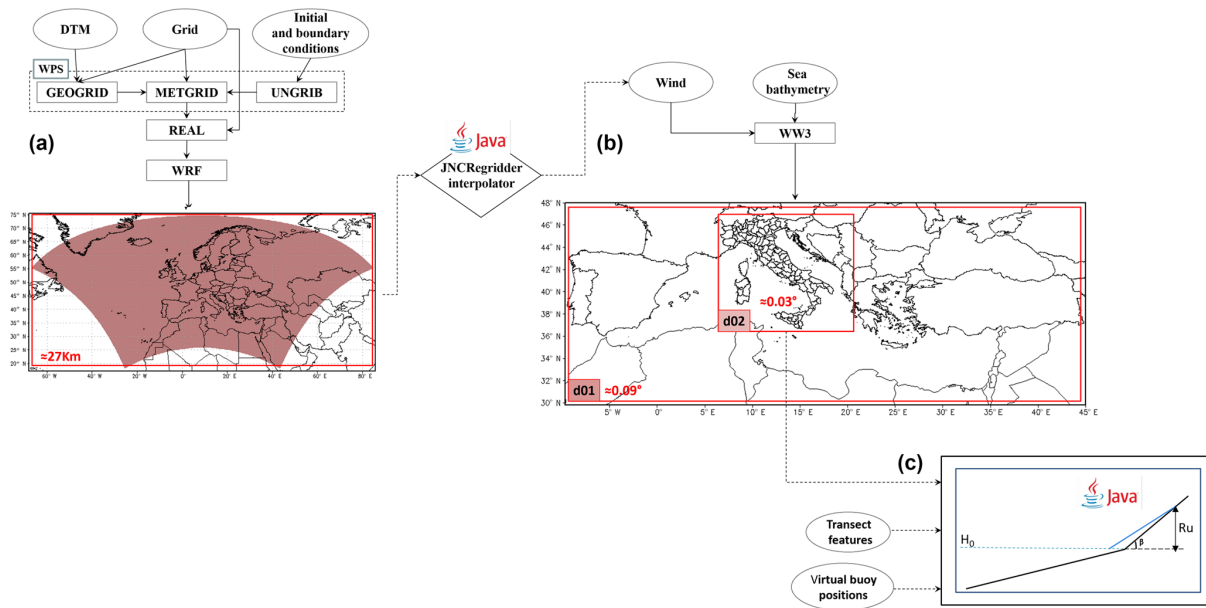 DTM
Grid
Initial
and boundary
conditions
WPS
GEOGRID
METGRID
UNGRIB
(a)
REAL
WRF
75° N
70° N
65° N
60° N
55° N
50° N
45° N
40° N
35° N
30° N
25° N
20° N
≈27Km
60° W
40° W
20° W
0° E
20° E
40° E
60° E
80° E
Java
JNCRegridder
interpolator
Wind
Sea
bathymetry
(b)
WW3
48° N
46° N
44° N
42° N
40° N
38° N
36° N
34° N
32° N
30° N
≈0.03°
d02
d01
≈0.09°
5° W
0° E
5° E
10° E
15° E
20° E
25° E
30° E
35° E
40° E
45° E
(c)
Java
Transect
features
Virtual buoy
positions
H₀
β
Ru